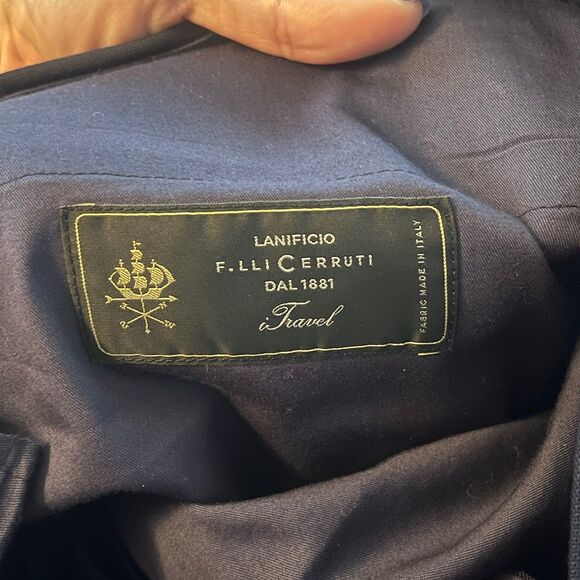 LANIFICIO
F.LLI CERRUTI
DAL 1881
iTravel
FABRIC MADE IN ITALY